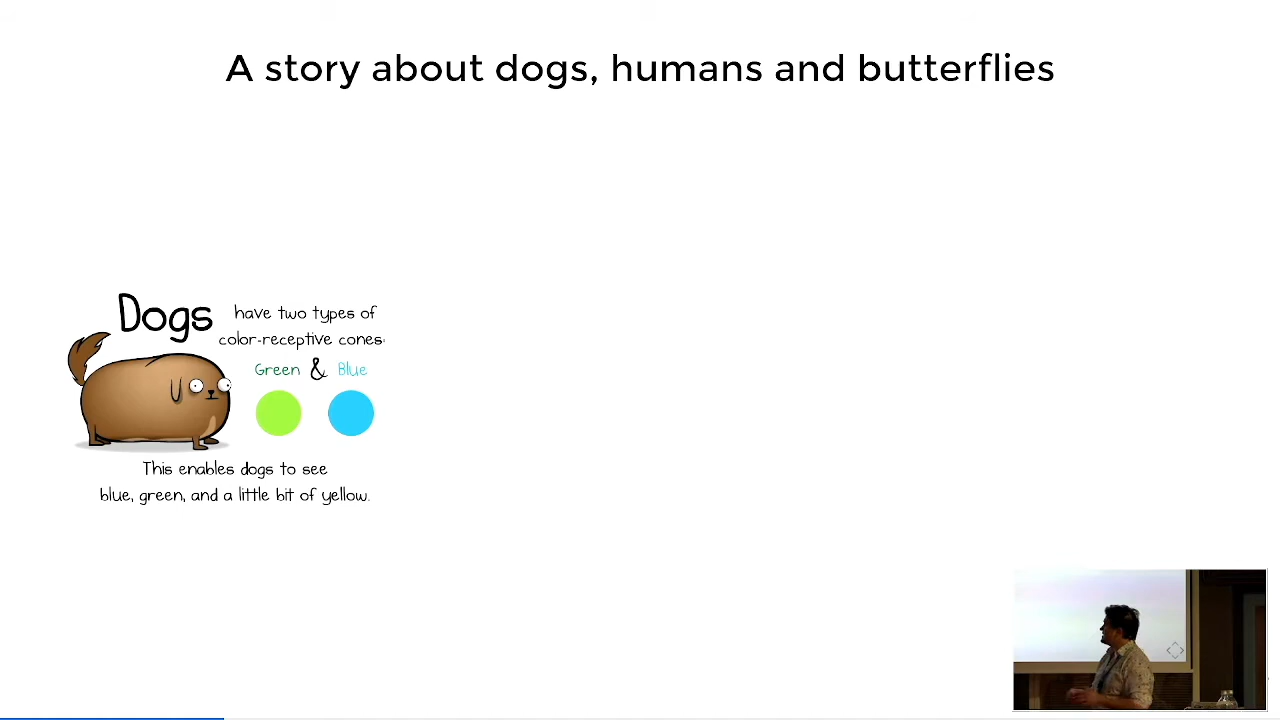 A story about dogs, humans and butterflies
Dogs have two types of
color-receptive cones
Green & Blue
This enables dogs to see
blue, green, and a little bit of yellow.